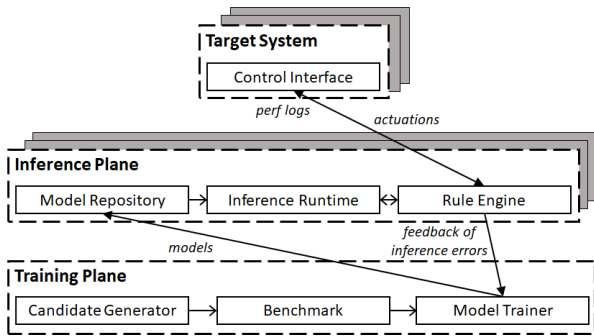 Target System
Control Interface
perf logs
actuations
Inference Plane
Model Repository
Inference Runtime
Rule Engine
models
feedback of
inference errors
Training Plane
Candidate Generator
Benchmark
Model Trainer